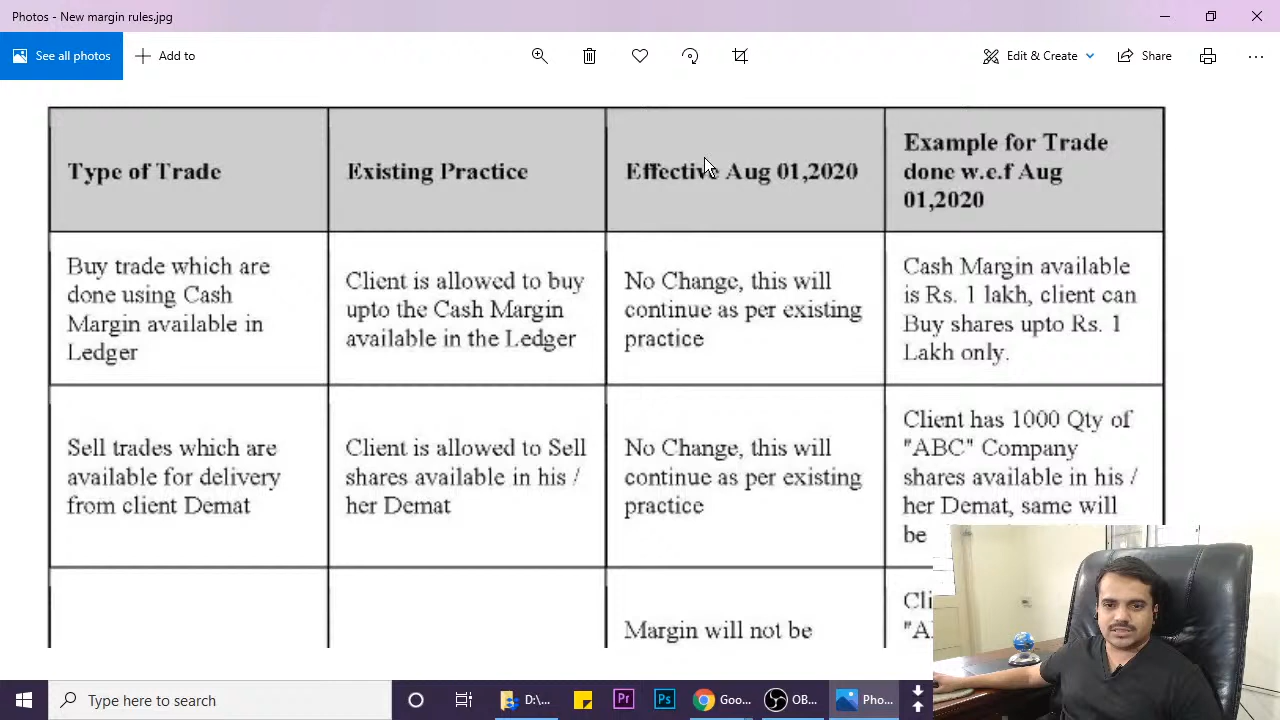 Photos - New margin rules.jpg
See all photos
Add to
Edit & Create
Share
Type of Trade
Existing Practice
Effective Aug 01,2020
Example for Trade
done w.e.f Aug
01,2020
Buy trade which are
done using Cash
Margin available in
Ledger
Client is allowed to buy
upto the Cash Margin
available in the Ledger
No Change, this will
continue as per existing
practice
Cash Margin available
is Rs. 1 lakh, client can
Buy shares upto Rs. 1
Lakh only.
Sell trades which are
available for delivery
from client Demat
Client is allowed to Sell
shares available in his /
her Demat
No Change, this will
continue as per existing
practice
Client has 1000 Qty of
"ABC" Company
shares available in his /
her Demat, same will
be
Margin will not be
Type here to search
D:\...
Pr
Ps
Goo...
OB...
Pho...